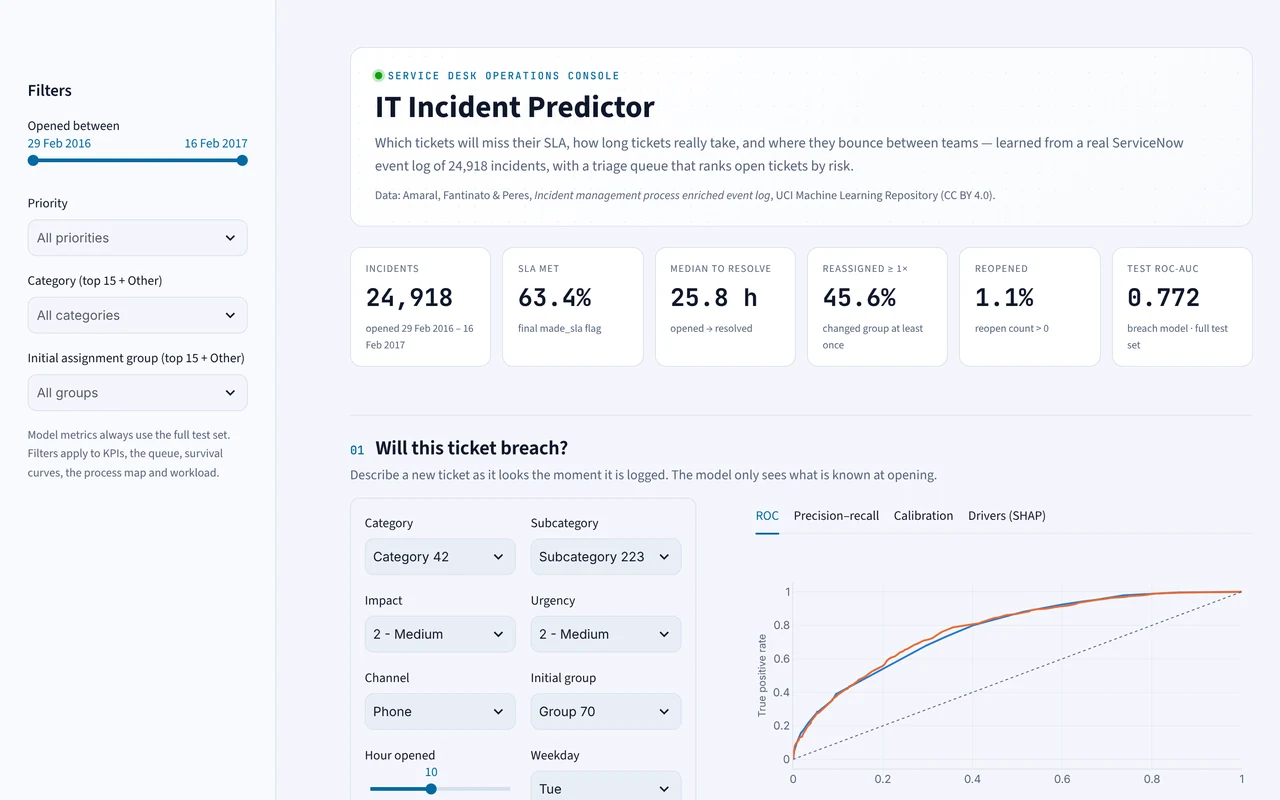 Filters
Opened between
29 Feb 2016 16 Feb 2017
Priority
All priorities
Category (top 15 + Other)
All categories
Initial assignment group (top 15 + Other)
All groups
Model metrics always use the full test set.
Filters apply to KPIs, the queue, survival
curves, the process map and workload.
SERVICE DESK OPERATIONS CONSOLE
IT Incident Predictor
Which tickets will miss their SLA, how long tickets really take, and where they bounce between teams — learned from a real ServiceNow
event log of 24,918 incidents, with a triage queue that ranks open tickets by risk.
Data: Amaral, Fantinato & Peres, Incident management process enriched event log, UCI Machine Learning Repository (CC BY 4.0).
INCIDENTS
24,918
opened 29 Feb 2016 – 16
Feb 2017
SLA MET
63.4%
final made_sla flag
MEDIAN TO RESOLVE
25.8 h
opened → resolved
REASSIGNED ≥ 1×
45.6%
changed group at least
once
REOPENED
1.1%
reopen count > 0
TEST ROC-AUC
0.772
breach model · full test
set
01 Will this ticket breach?
Describe a new ticket as it looks the moment it is logged. The model only sees what is known at opening.
Category Subcategory
Category 42 Subcategory 223
Impact Urgency
2 - Medium 2 - Medium
Channel Initial group
Phone Group 70
Hour opened Weekday
10
Tue
ROC Precision–recall Calibration Drivers (SHAP)
True positive rate
1
0.8
0.6
0.4
0.2
0
0 0.2 0.4 0.6 0.8 1